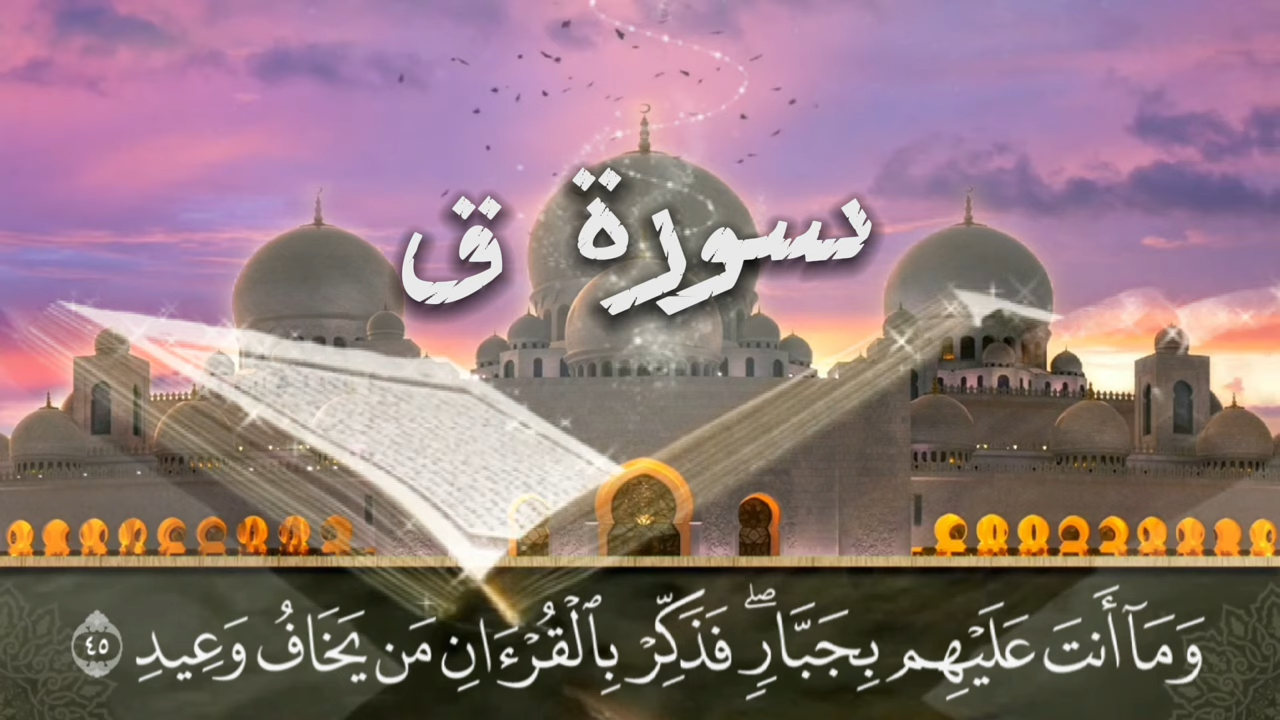 سورة ق
وَمَآ أَنتَ عَلَيْهِم بِجَبَّارٍۖ فَذَكِّرْ بِٱلْقُرْءَانِ مَن يَخَافُ وَعِيدِ ٤٥